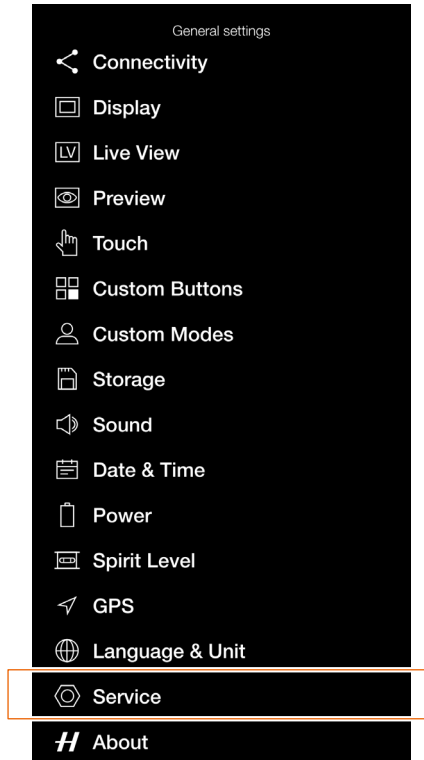 General settings
Connectivity
Display
LV Live View
Preview
Touch
Custom Buttons
Custom Modes
Storage
Sound
Date & Time
Power
Spirit Level
GPS
Language & Unit
Service
H About